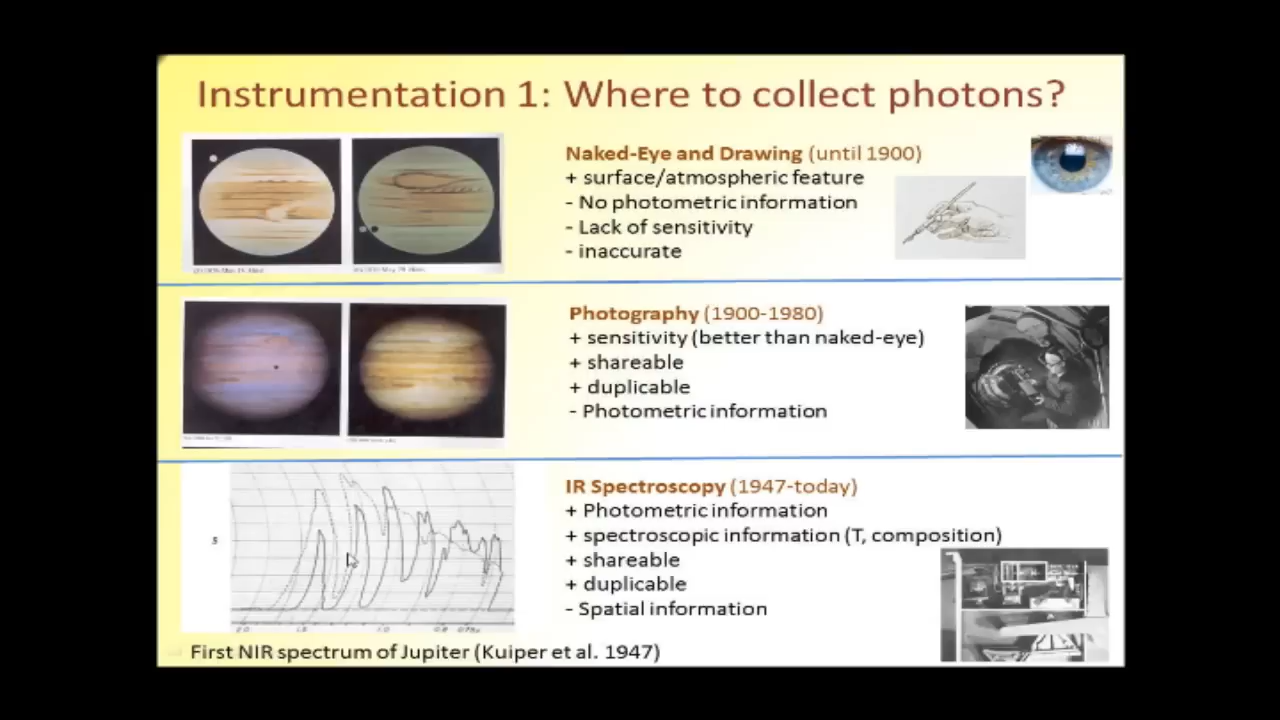 Instrumentation 1: Where to collect photons?
Naked-Eye and Drawing (until 1900)
+ surface/atmospheric feature
- No photometric information
- Lack of sensitivity
- inaccurate
Photography (1900-1980)
+ sensitivity (better than naked-eye)
+ shareable
+ duplicable
- Photometric information
IR Spectroscopy (1947-today)
+ Photometric information
+ spectroscopic information (T, composition)
+ shareable
+ duplicable
- Spatial information
First NIR spectrum of Jupiter (Kuiper et al. 1947)